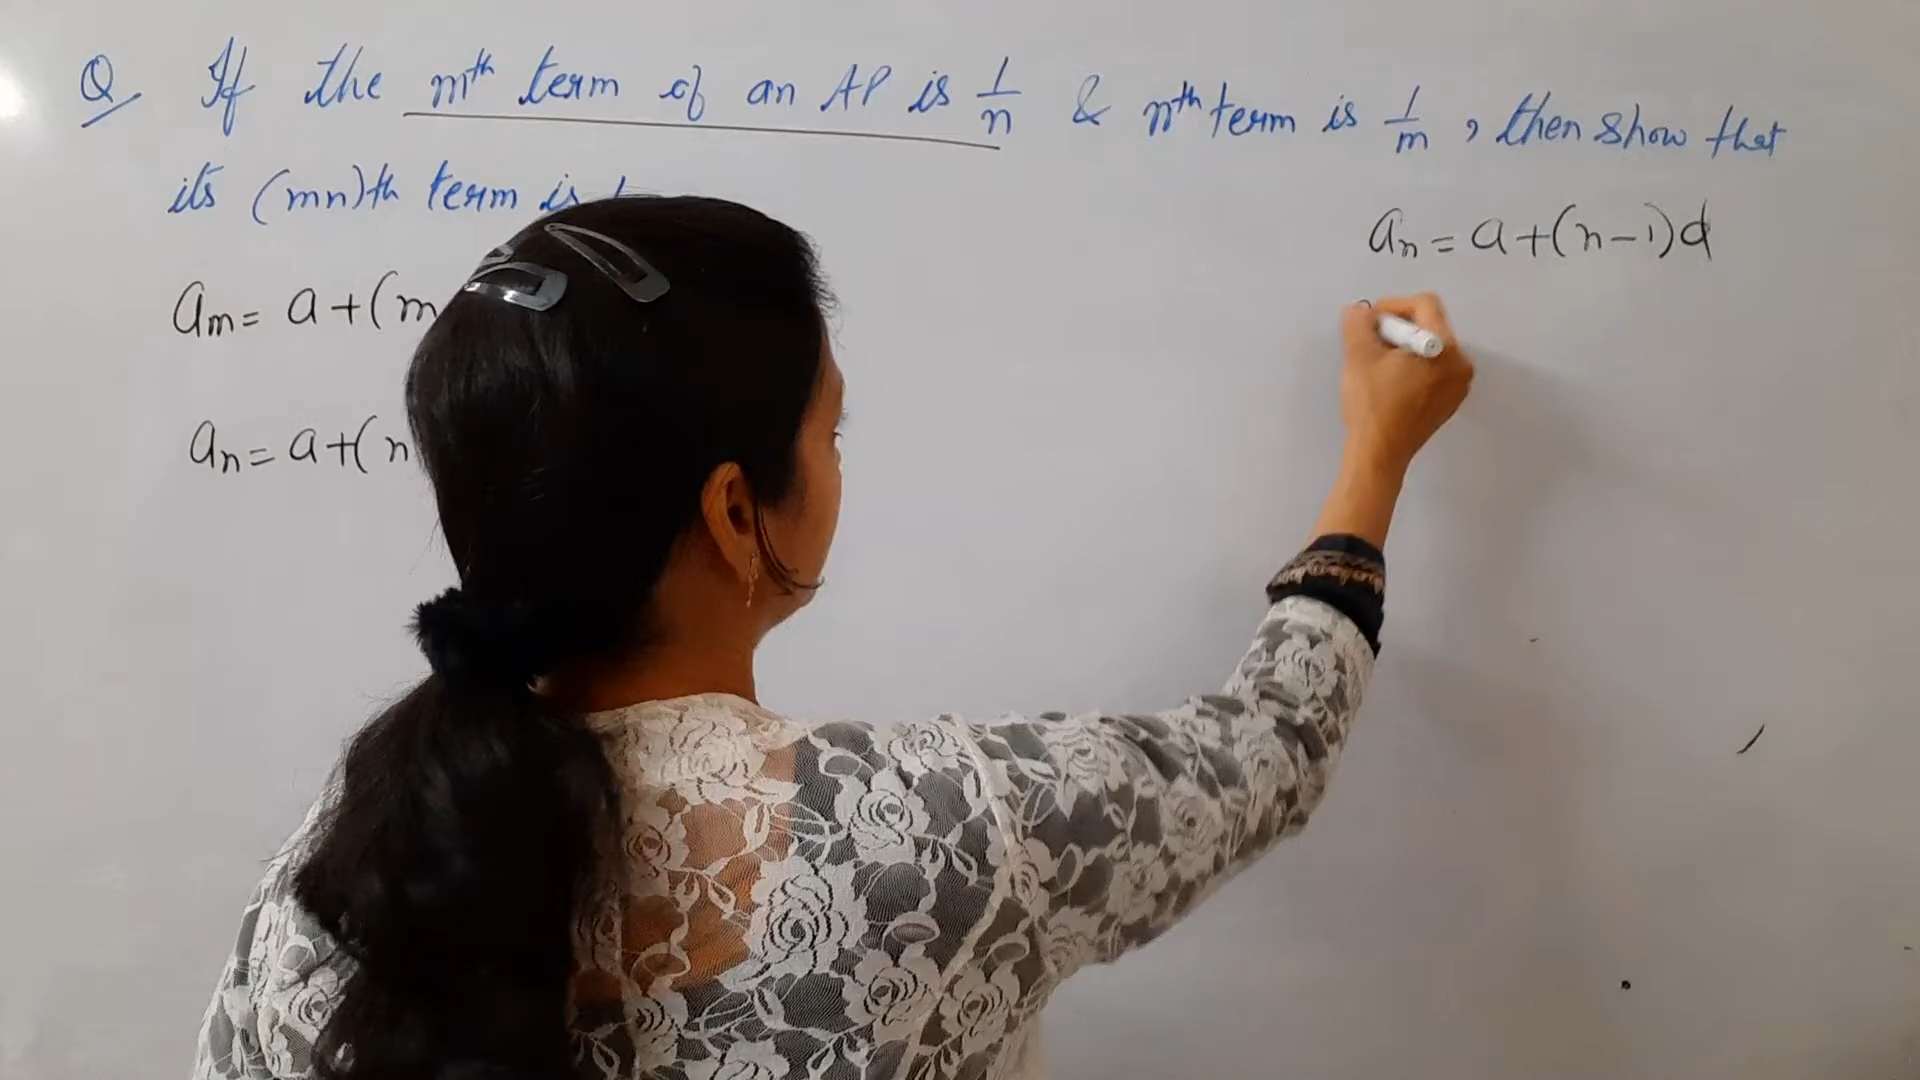 Q If the mth term of an AP is 1/n & nth term is 1/m, then show that
its (mn)th term is
an = a+(n-1)d
am = a+(m
an = a+(n